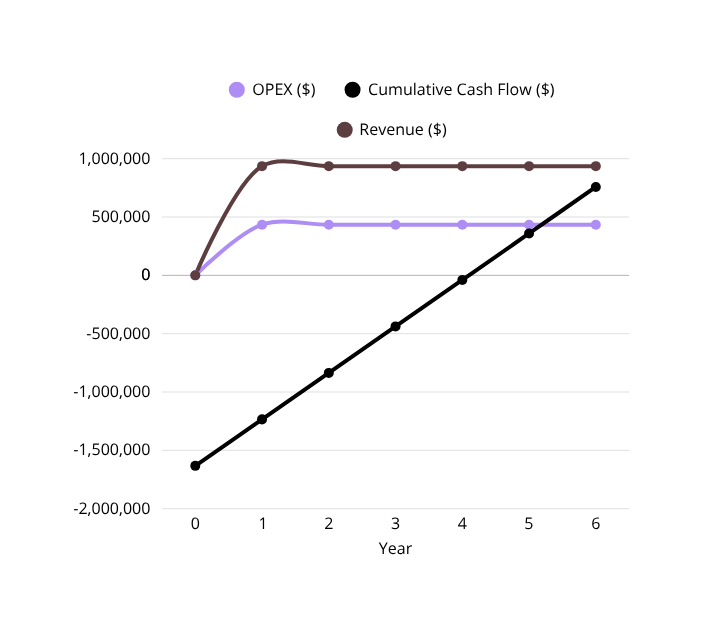 OPEX ($) Cumulative Cash Flow ($)
Revenue ($)
1,000,000
500,000
0
-500,000
-1,000,000
-1,500,000
-2,000,000
0 1 2 3 4 5 6
Year